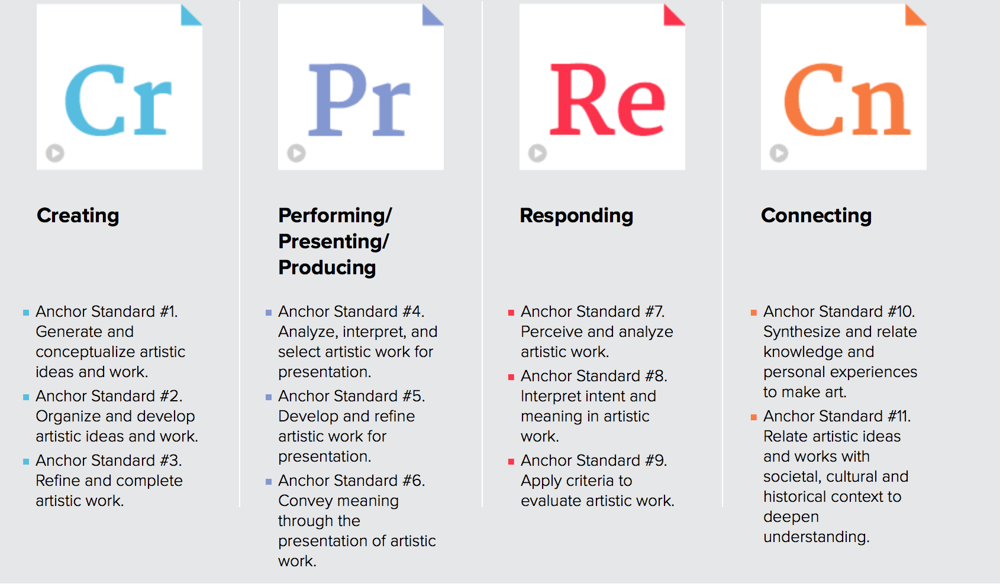 Cr
Creating
Anchor Standard #1.
Generate and
conceptualize artistic
ideas and work.
Anchor Standard #2.
Organize and develop
artistic ideas and work.
Anchor Standard #3.
Refine and complete
artistic work.
Pr
Performing/
Presenting/
Producing
Anchor Standard #4.
Analyze, interpret, and
select artistic work for
presentation.
Anchor Standard #5.
Develop and refine
artistic work for
presentation.
Anchor Standard #6.
Convey meaning
through the
presentation of artistic
work.
Re
Responding
Anchor Standard #7.
Perceive and analyze
artistic work.
Anchor Standard #8.
Interpret intent and
meaning in artistic
work.
Anchor Standard #9.
Apply criteria to
evaluate artistic work.
Cn
Connecting
Anchor Standard #10.
Synthesize and relate
knowledge and
personal experiences
to make art.
Anchor Standard #11.
Relate artistic ideas
and works with
societal, cultural and
historical context to
deepen
understanding.